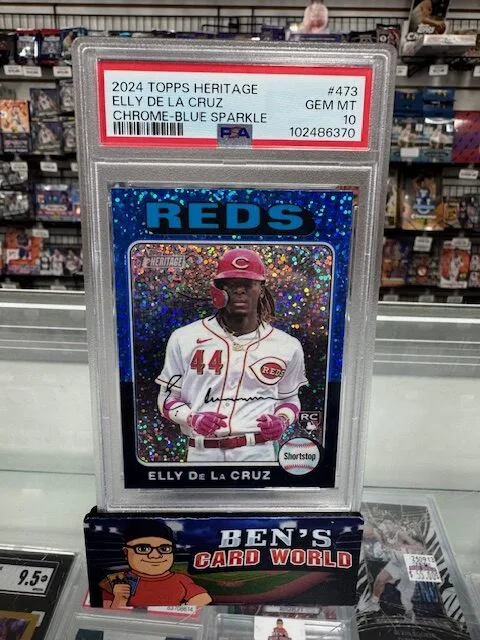 2024 TOPPS HERITAGE #473
ELLY DE LA CRUZ GEM MT
CHROME-BLUE SPARKLE 10
PSA 102486370
REDS
HERITAGE
44
REDS
RC
Shortstop
ELLY DE LA CRUZ
BEN'S
CARD WORLD
9.5